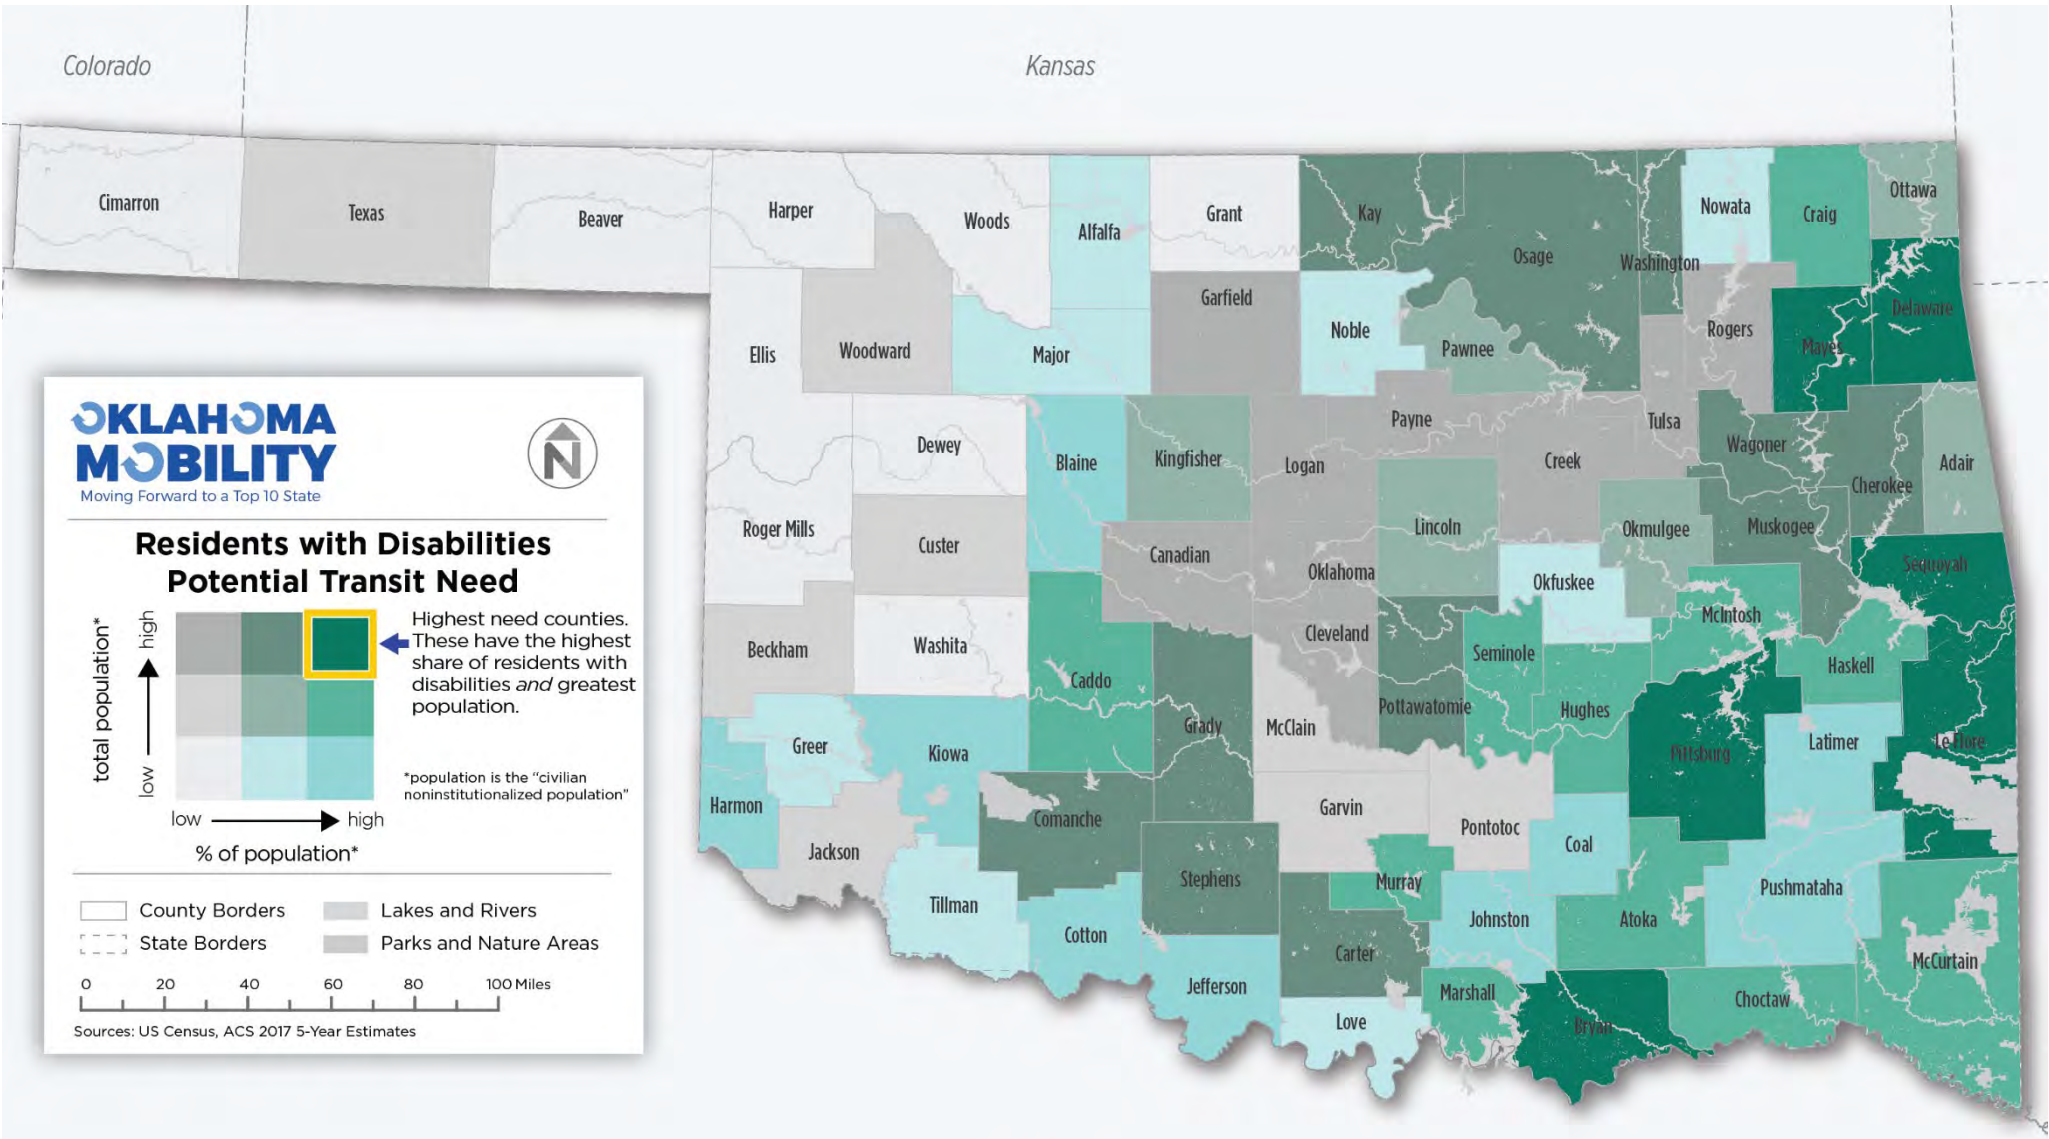 Colorado
Kansas
Cimarron
Texas
Beaver
Harper
Woods
Alfalfa
Grant
Kay
Osage
Washington
Nowata
Craig
Ottawa
Ellis
Woodward
Major
Garfield
Noble
Pawnee
Rogers
Mayes
Delaware
Dewey
Blaine
Kingfisher
Logan
Payne
Creek
Tulsa
Wagoner
Cherokee
Adair
Roger Mills
Custer
Canadian
Oklahoma
Lincoln
Okmulgee
Muskogee
Sequoyah
Okfuskee
McIntosh
Beckham
Washita
Caddo
Grady
Cleveland
McClain
Pottawatomie
Seminole
Hughes
Haskell
Pittsburg
Latimer
Le Flore
Greer
Kiowa
Harmon
Jackson
Comanche
Garvin
Pontotoc
Coal
Pushmataha
Stephens
Murray
Tillman
Cotton
Johnston
Atoka
Carter
McCurtain
Jefferson
Marshall
Choctaw
Love
Bryan
OKLAHOMA
MOBILITY
Moving Forward to a Top 10 State
N
Residents with Disabilities
Potential Transit Need
total population*
low
high
Highest need counties.
These have the highest
share of residents with
disabilities and greatest
population.
*population is the “civilian
noninstitutionalized population”
low
high
% of population*
County Borders
Lakes and Rivers
State Borders
Parks and Nature Areas
0 20 40 60 80 100 Miles
Sources: US Census, ACS 2017 5-Year Estimates